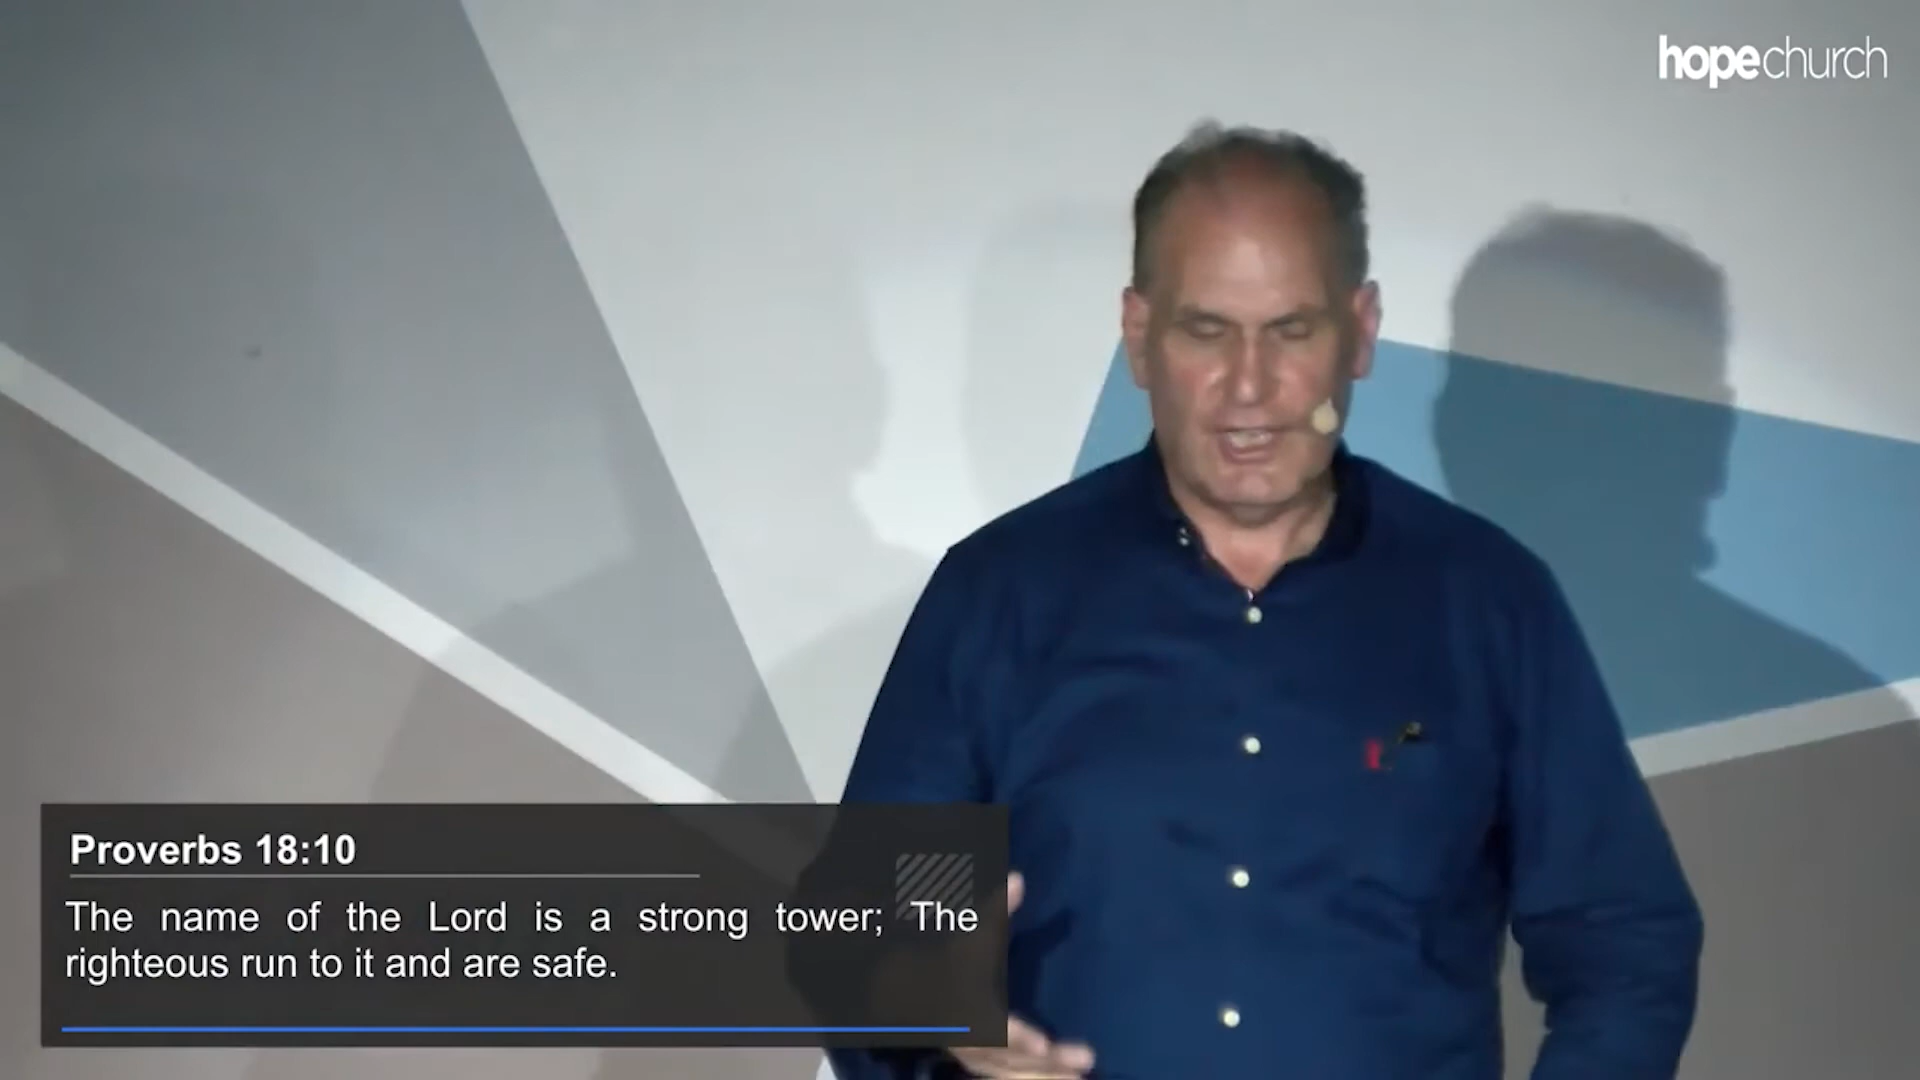 hopechurch
Proverbs 18:10
The name of the Lord is a strong tower; The
righteous run to it and are safe.